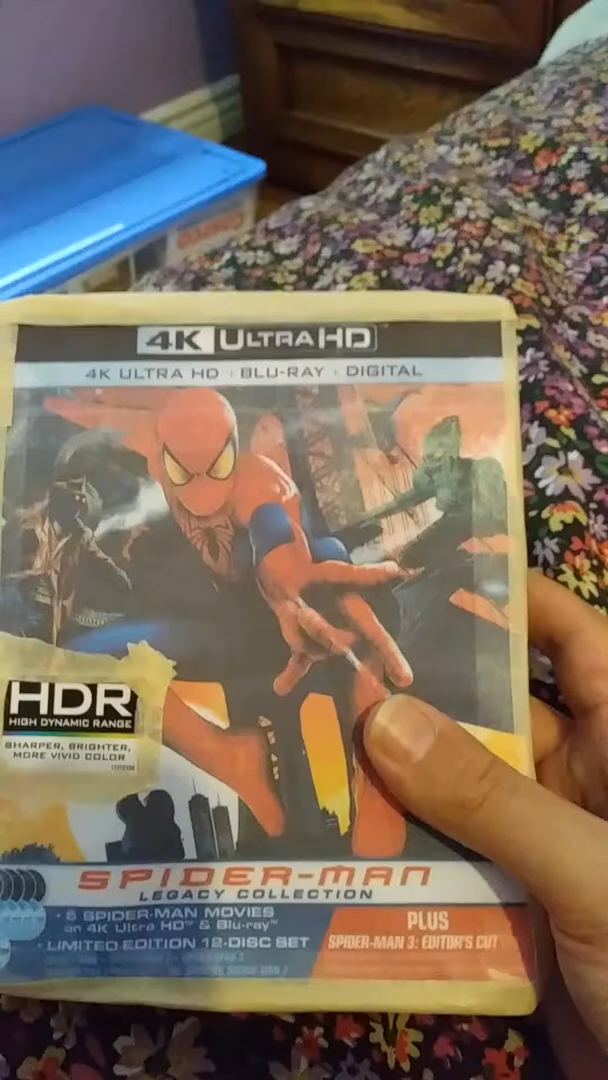 4K ULTRA HD
4K ULTRA HD BLU-RAY DIGITAL
HDR
HIGH DYNAMIC RANGE
SHARPER, BRIGHTER,
MORE VIVID COLOR
SPIDER-MAN
LEGACY COLLECTION
SPIDER-MAN MOVIES
on 4K Ultra HD™ & Blu-ray™
• LIMITED EDITION 12-DISC SET
PLUS
SPIDER-MAN 3: EDITOR'S CUT